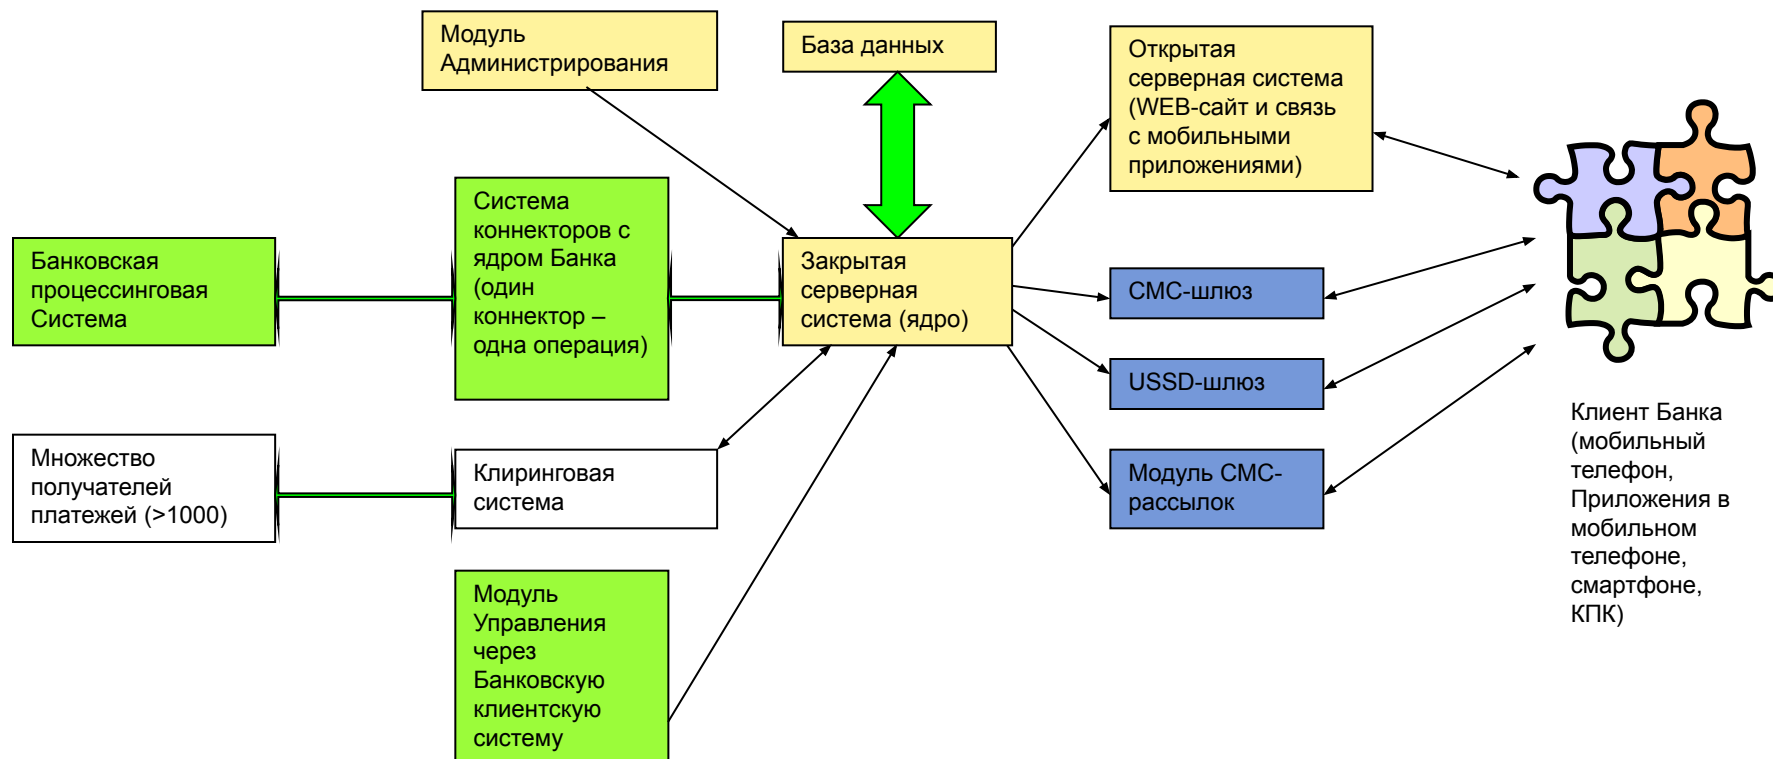 Модуль
Администрирования
База данных
Открытая
серверная система
(WEB-сайт и связь
с мобильными
приложениями)
Система
коннекторов с
ядром Банка
(один
коннектор –
одна операция)
Банковская
процессинговая
Система
Закрытая
серверная
система (ядро)
СМС-шлюз
USSD-шлюз
Множество
получателей
платежей (>1000)
Клиринговая
система
Модуль СМС-
рассылок
Клиент Банка
(мобильный
телефон,
Приложения в
мобильном
телефоне,
смартфоне,
КПК)
Модуль
Управления
через
Банковскую
клиентскую
систему